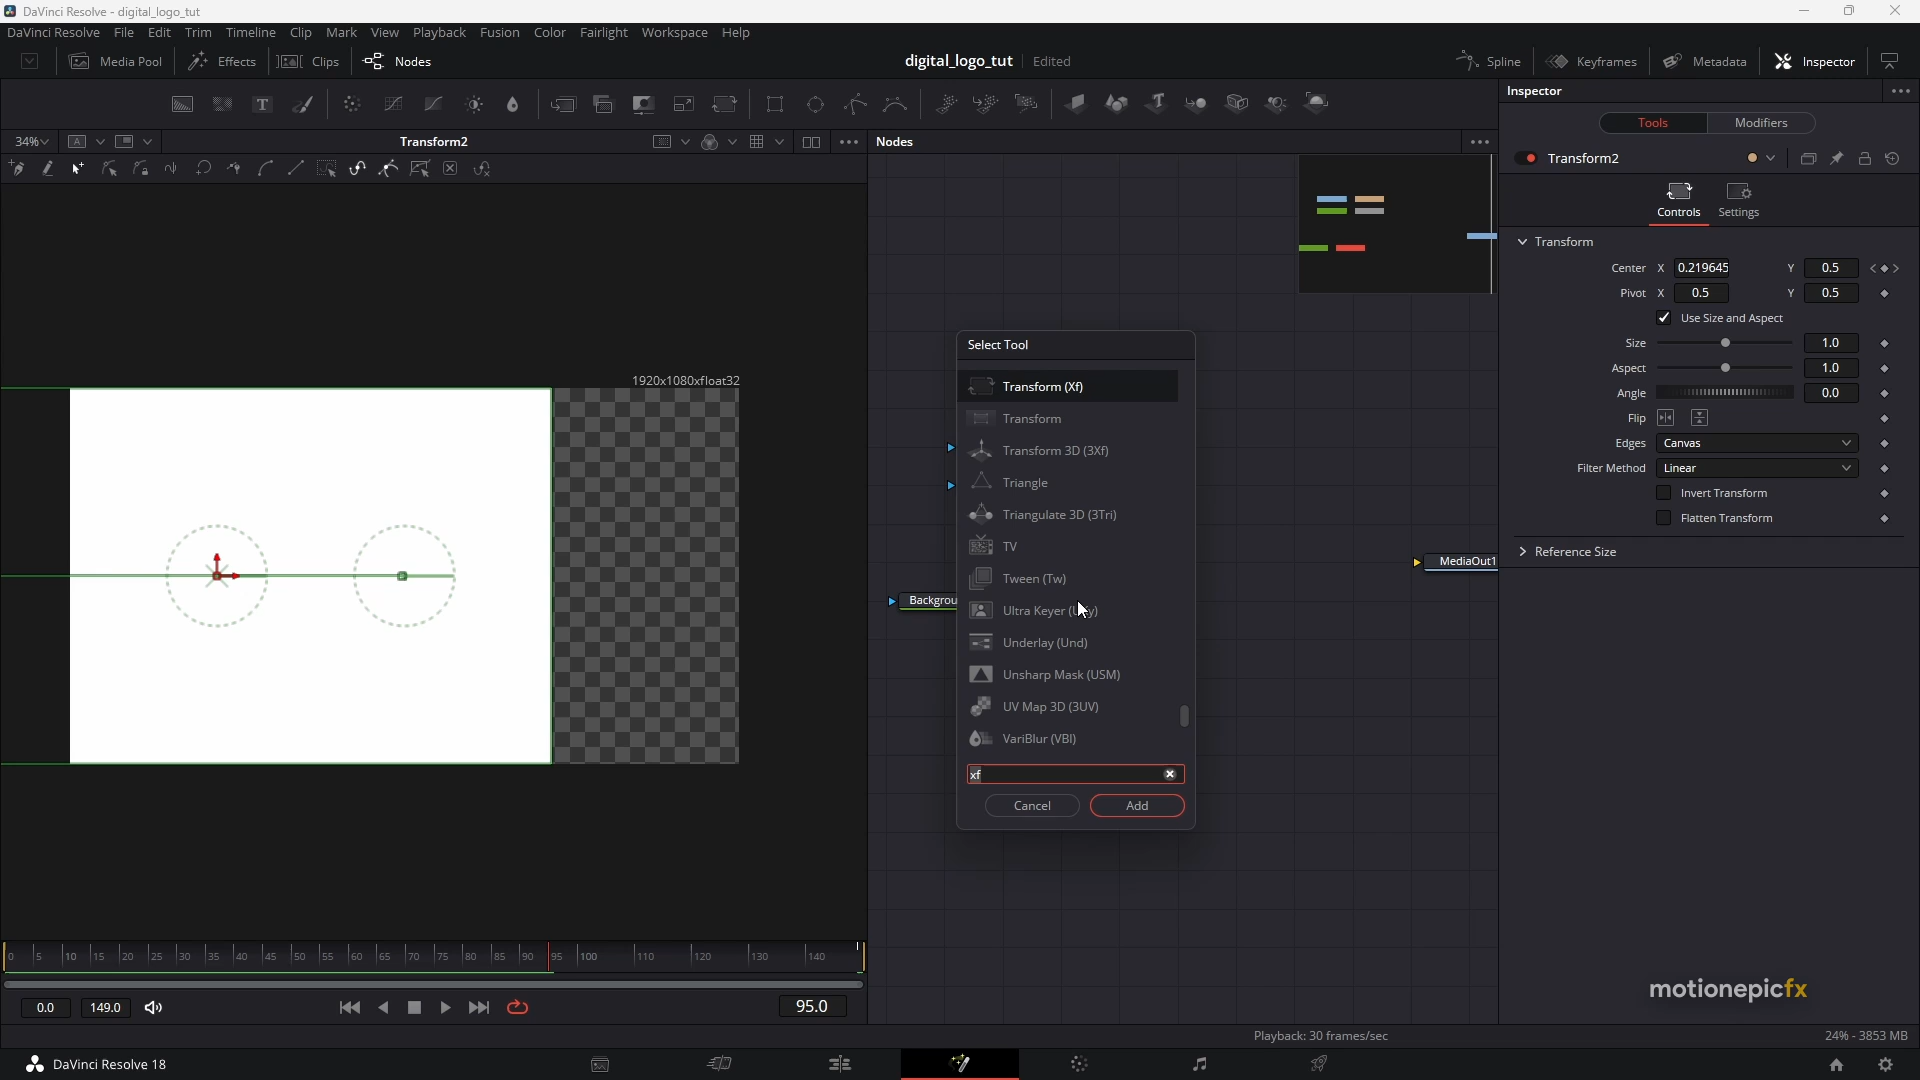 DaVinci Resolve - digital_logo_tut
DaVinci Resolve File Edit Trim Timeline Clip Mark View Playback Fusion Color Fairlight Workspace Help
Media Pool Effects Clips Nodes digital_logo_tut Edited Spline Keyframes Metadata Inspector
Inspector
34% A Transform2 Nodes
Tools Modifiers
Transform2
Controls Settings
Transform
Center X 0.219645 Y 0.5
Pivot X 0.5 Y 0.5
Use Size and Aspect
Size 1.0
Aspect 1.0
Angle 0.0
Flip
Edges Canvas
Filter Method Linear
Invert Transform
Flatten Transform
Reference Size
1920x1080xfloat32
Select Tool
Transform (Xf)
Transform
Transform 3D (3Xf)
Triangle
Triangulate 3D (3Tri)
TV
Tween (Tw)
Ultra Keyer
Underlay (Und)
Unsharp Mask (USM)
UV Map 3D (3UV)
VariBlur (VBl)
xf
Cancel Add
Backgrou
MediaOut1
0 5 10 15 20 25 30 35 40 45 50 55 60 65 70 75 80 85 90 95 100 110 120 130 140
0.0 149.0 95.0
motionepicfx
Playback: 30 frames/sec 24% - 3853 MB
DaVinci Resolve 18